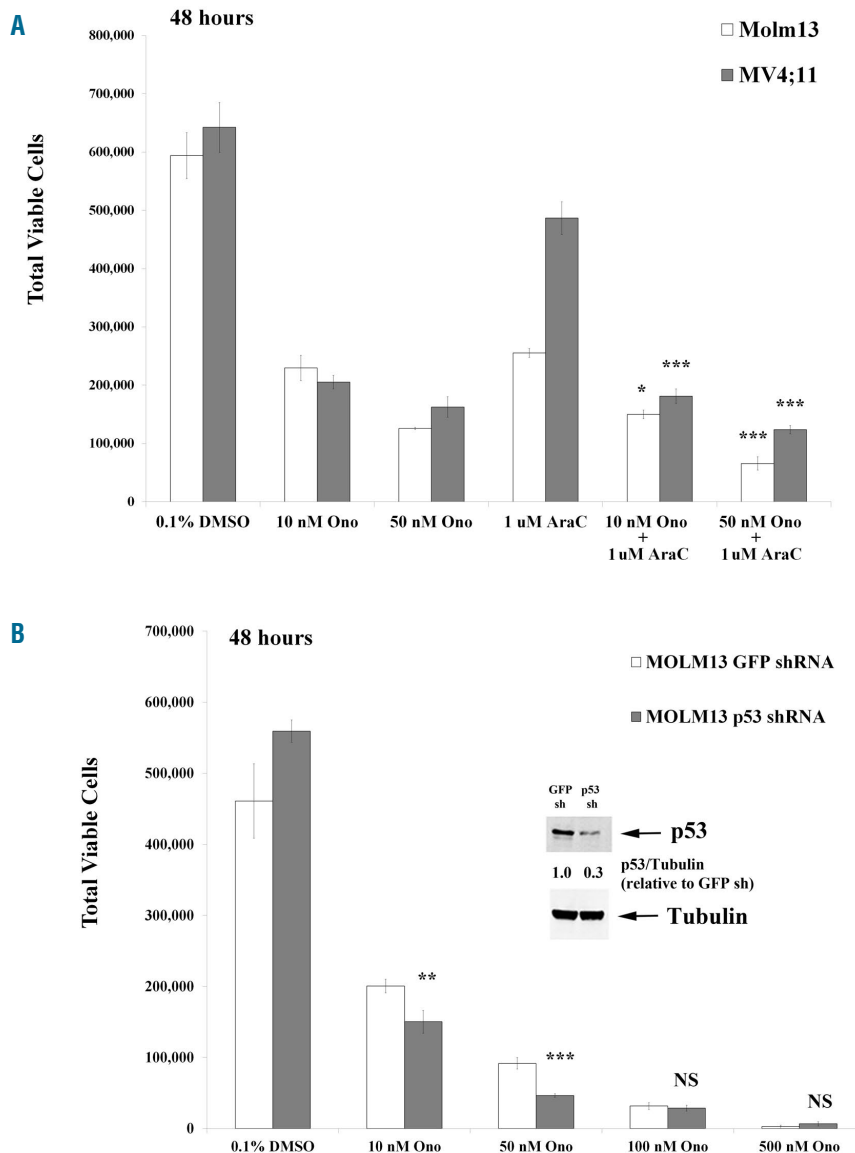 A
48 hours
Molm13
MV4;11
Total Viable Cells
800,000
700,000
600,000
500,000
400,000
300,000
200,000
100,000
0
*
***
***
***
0.1% DMSO
10 nM Ono
50 nM Ono
1 uM AraC
10 nM Ono
+
1 uM AraC
50 nM Ono
+
1 uM AraC
B
48 hours
MOLM13 GFP shRNA
MOLM13 p53 shRNA
Total Viable Cells
700,000
600,000
500,000
400,000
300,000
200,000
100,000
0
GFP sh
p53 sh
p53
1.0 0.3
p53/Tubulin
(relative to GFP sh)
Tubulin
**
***
NS
NS
0.1% DMSO
10 nM Ono
50 nM Ono
100 nM Ono
500 nM Ono